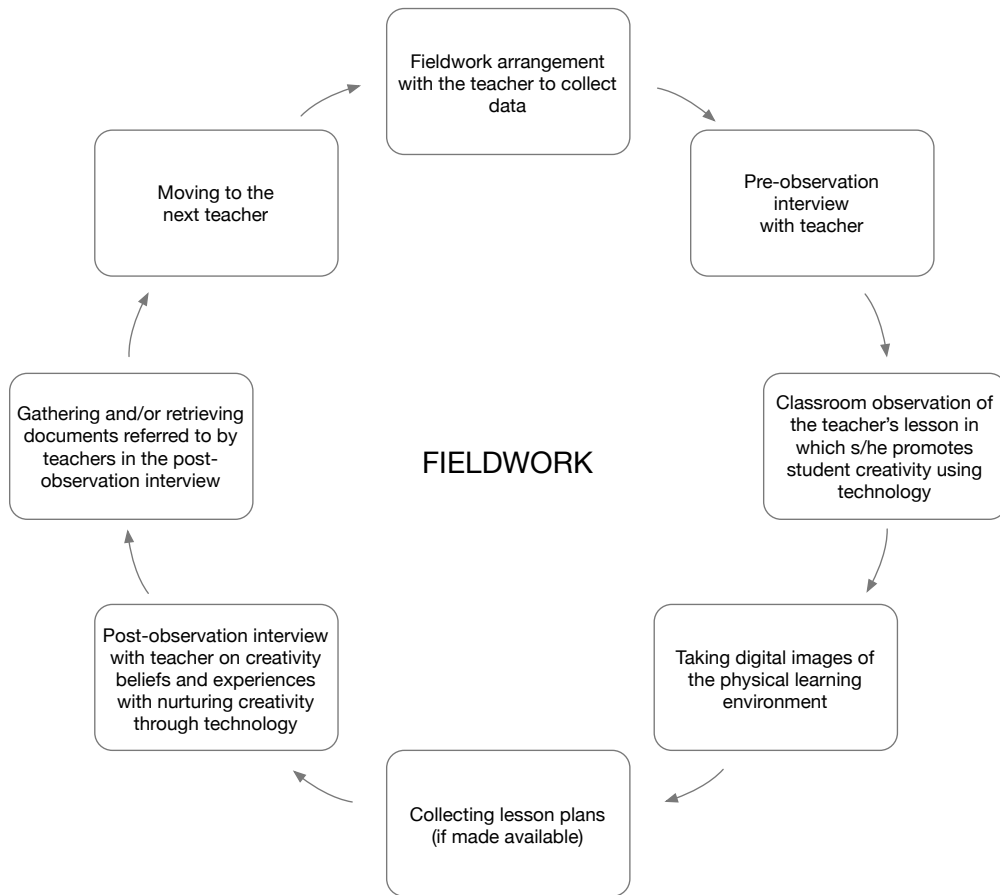 Fieldwork arrangement
with the teacher to collect
data
Pre-observation
interview
with teacher
Classroom observation of
the teacher’s lesson in
which s/he promotes
student creativity using
technology
Taking digital images of
the physical learning
environment
Collecting lesson plans
(if made available)
Post-observation interview
with teacher on creativity
beliefs and experiences
with nurturing creativity
through technology
Gathering and/or retrieving
documents referred to by
teachers in the post-
observation interview
Moving to the
next teacher
FIELDWORK